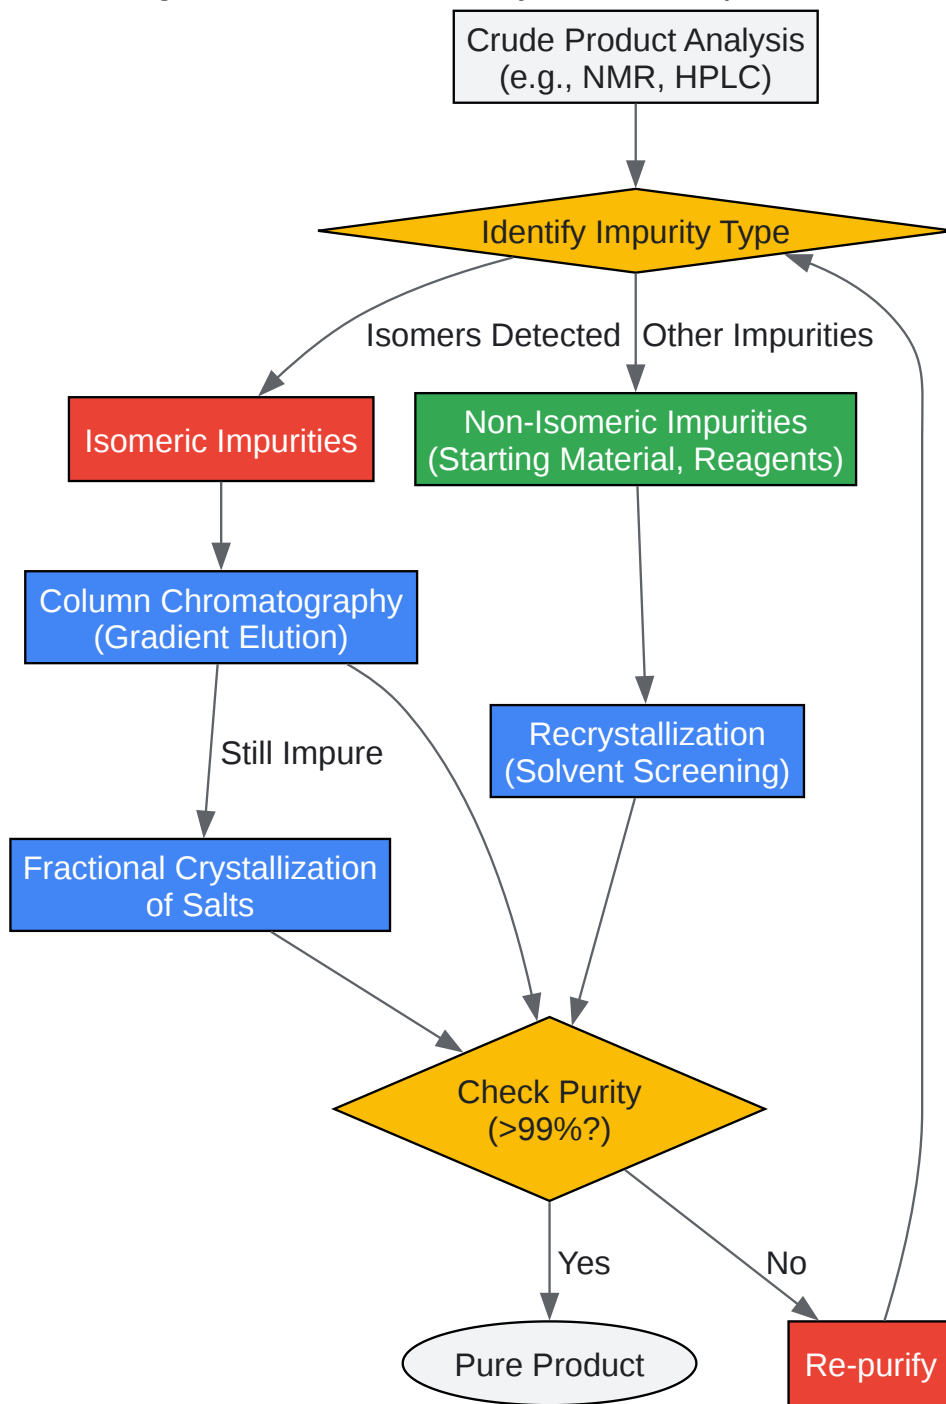 Crude Product Analysis
(e.g., NMR, HPLC)
Identify Impurity Type
Isomers Detected
Other Impurities
Isomeric Impurities
Non-Isomeric Impurities
(Starting Material, Reagents)
Column Chromatography
(Gradient Elution)
Still Impure
Recrystallization
(Solvent Screening)
Fractional Crystallization
of Salts
Check Purity
(>99%?)
Yes
No
Pure Product
Re-purify